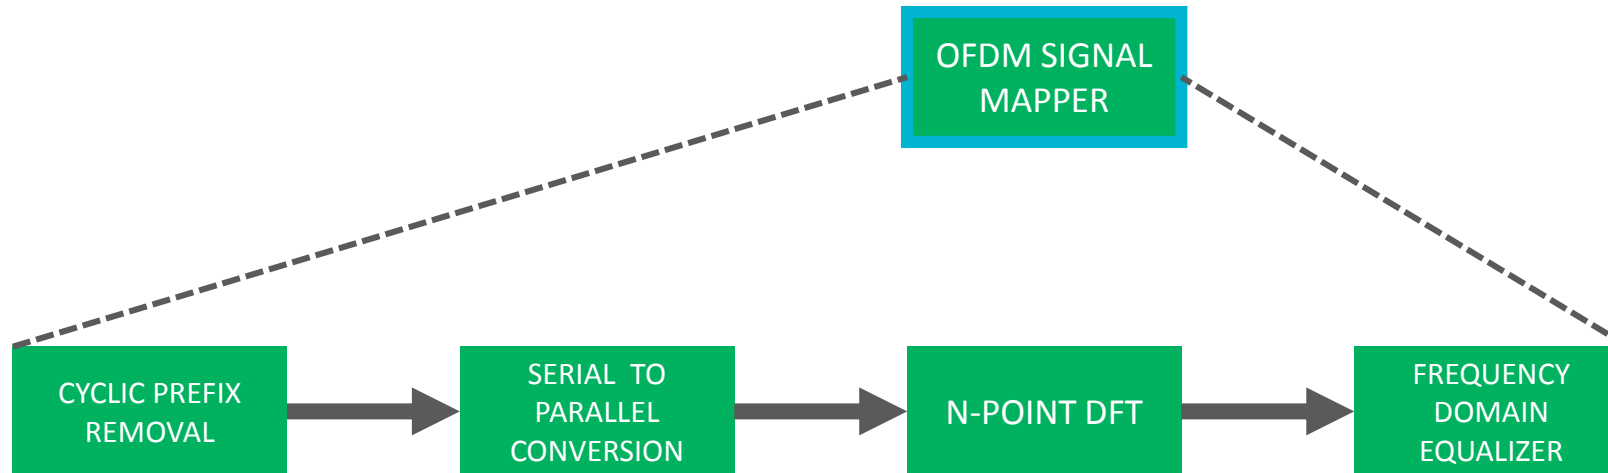 OFDM SIGNAL
MAPPER
CYCLIC PREFIX
REMOVAL
SERIAL TO
PARALLEL
CONVERSION
N-POINT DFT
FREQUENCY
DOMAIN
EQUALIZER